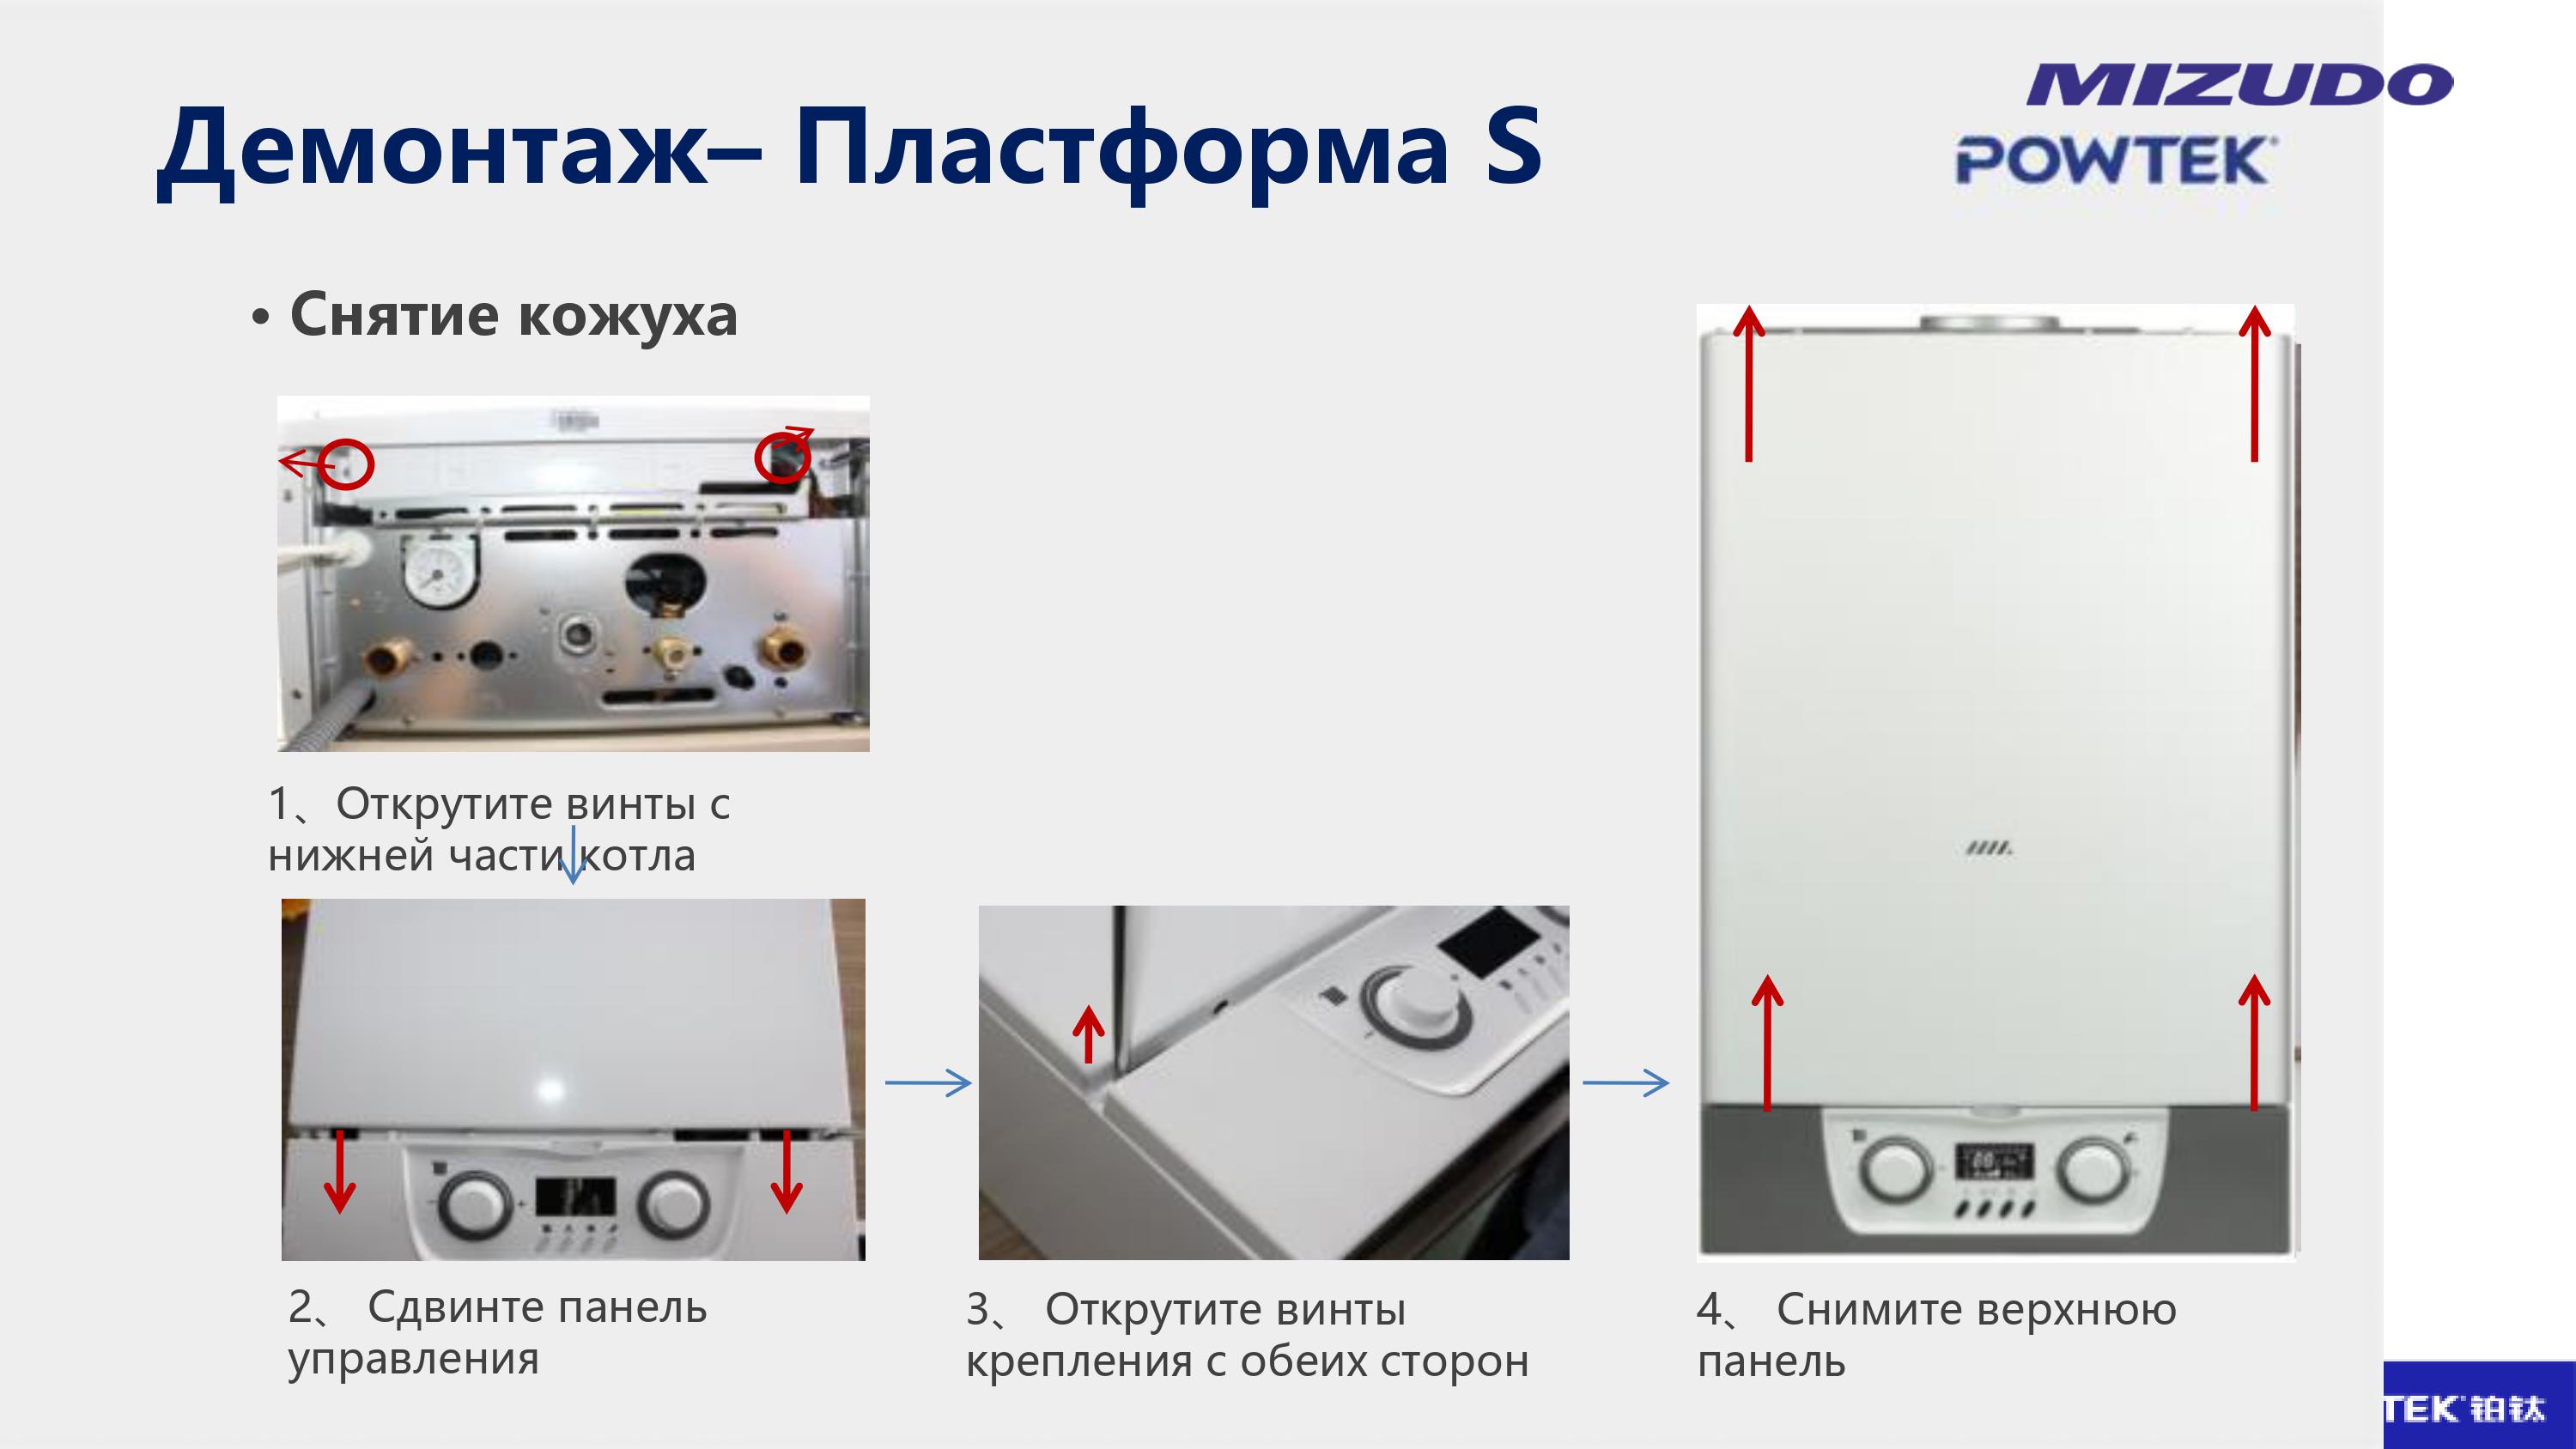 MIZUDO
POWTEK
Демонтаж– Пластформа S
• Снятие кожуха
1、Открутите винты с
нижней части котла
2、 Сдвинте панель
управления
3、 Открутите винты
крепления с обеих сторон
4、 Снимите верхнюю
панель
TEK 铂钛